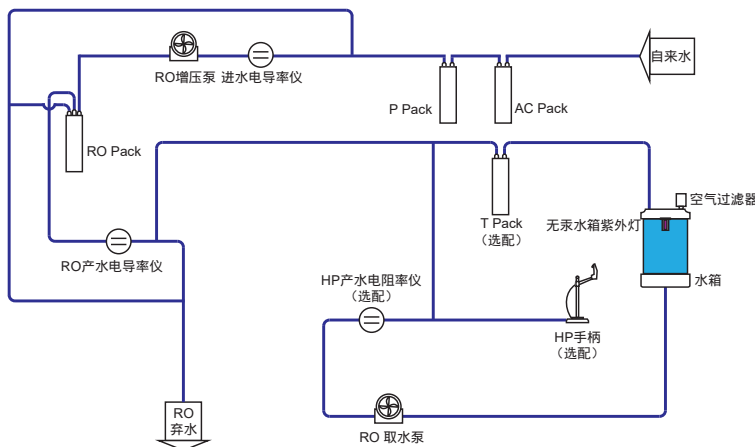 自来水
RO增压泵
进水电导率仪
P Pack
AC Pack
RO Pack
空气过滤器
T Pack
（选配）
无汞水箱紫外灯
RO产水电导率仪
水箱
HP产水电阻率仪
（选配）
HP手柄
（选配）
RO
弃水
RO 取水泵